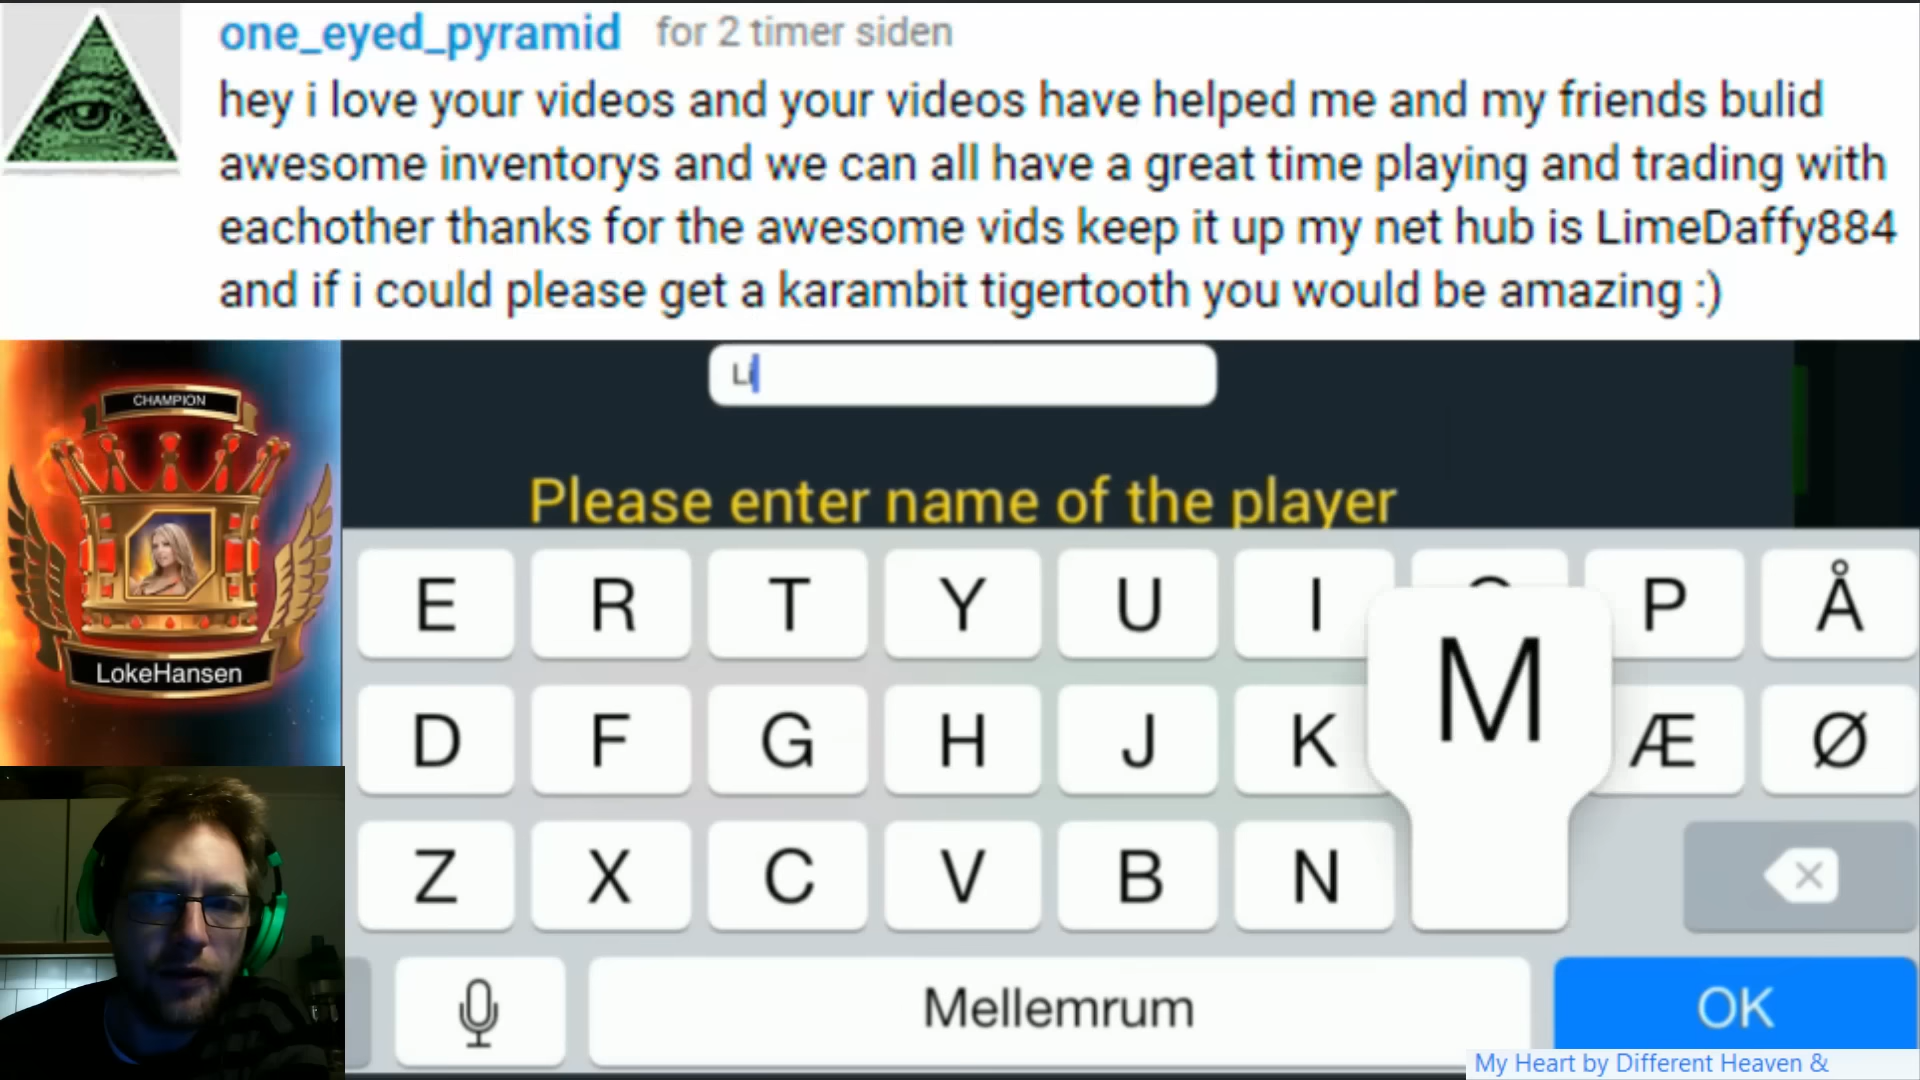 one_eyed_pyramid for 2 timer siden
hey i love your videos and your videos have helped me and my friends bulid
awesome inventorys and we can all have a great time playing and trading with
eachother thanks for the awesome vids keep it up my net hub is LimeDaffy884
and if i could please get a karambit tigertooth you would be amazing :)
Li
Please enter name of the player
CHAMPION
LokeHansen
E R T Y U I P Å
D F G H J K M Æ Ø
Z X C V B N
Mellemrum OK
My Heart by Different Heaven &